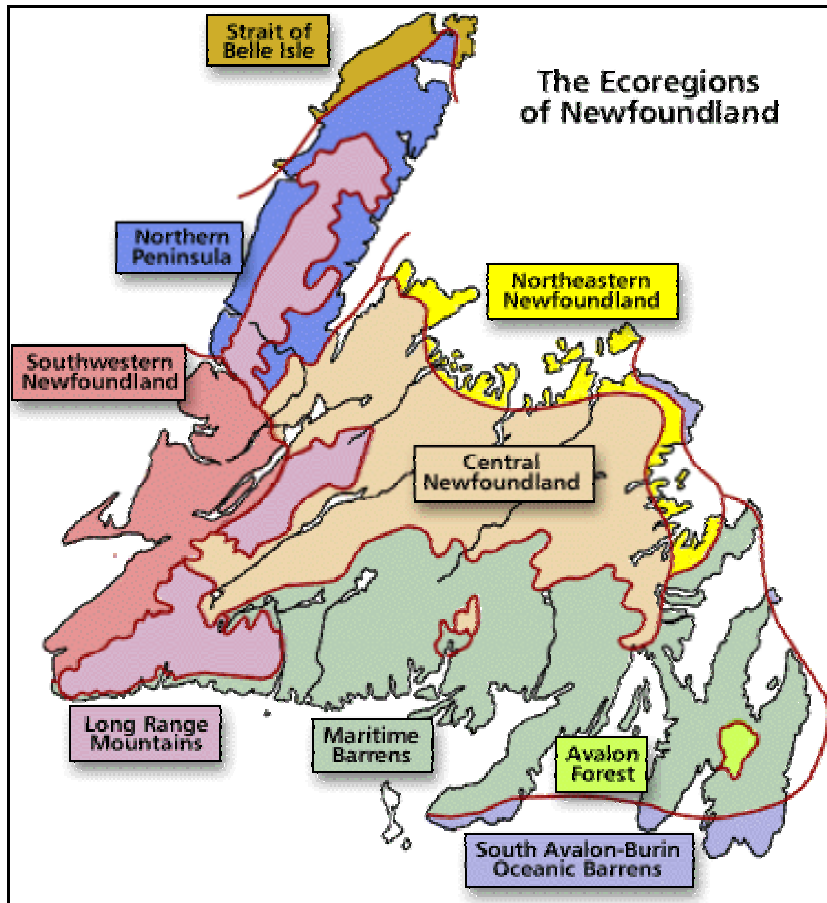 Strait of
Belle Isle
The Ecoregions
of Newfoundland
Northern
Peninsula
Northeastern
Newfoundland
Southwestern
Newfoundland
Central
Newfoundland
Long Range
Mountains
Maritime
Barrens
Avalon
Forest
South Avalon-Burin
Oceanic Barrens